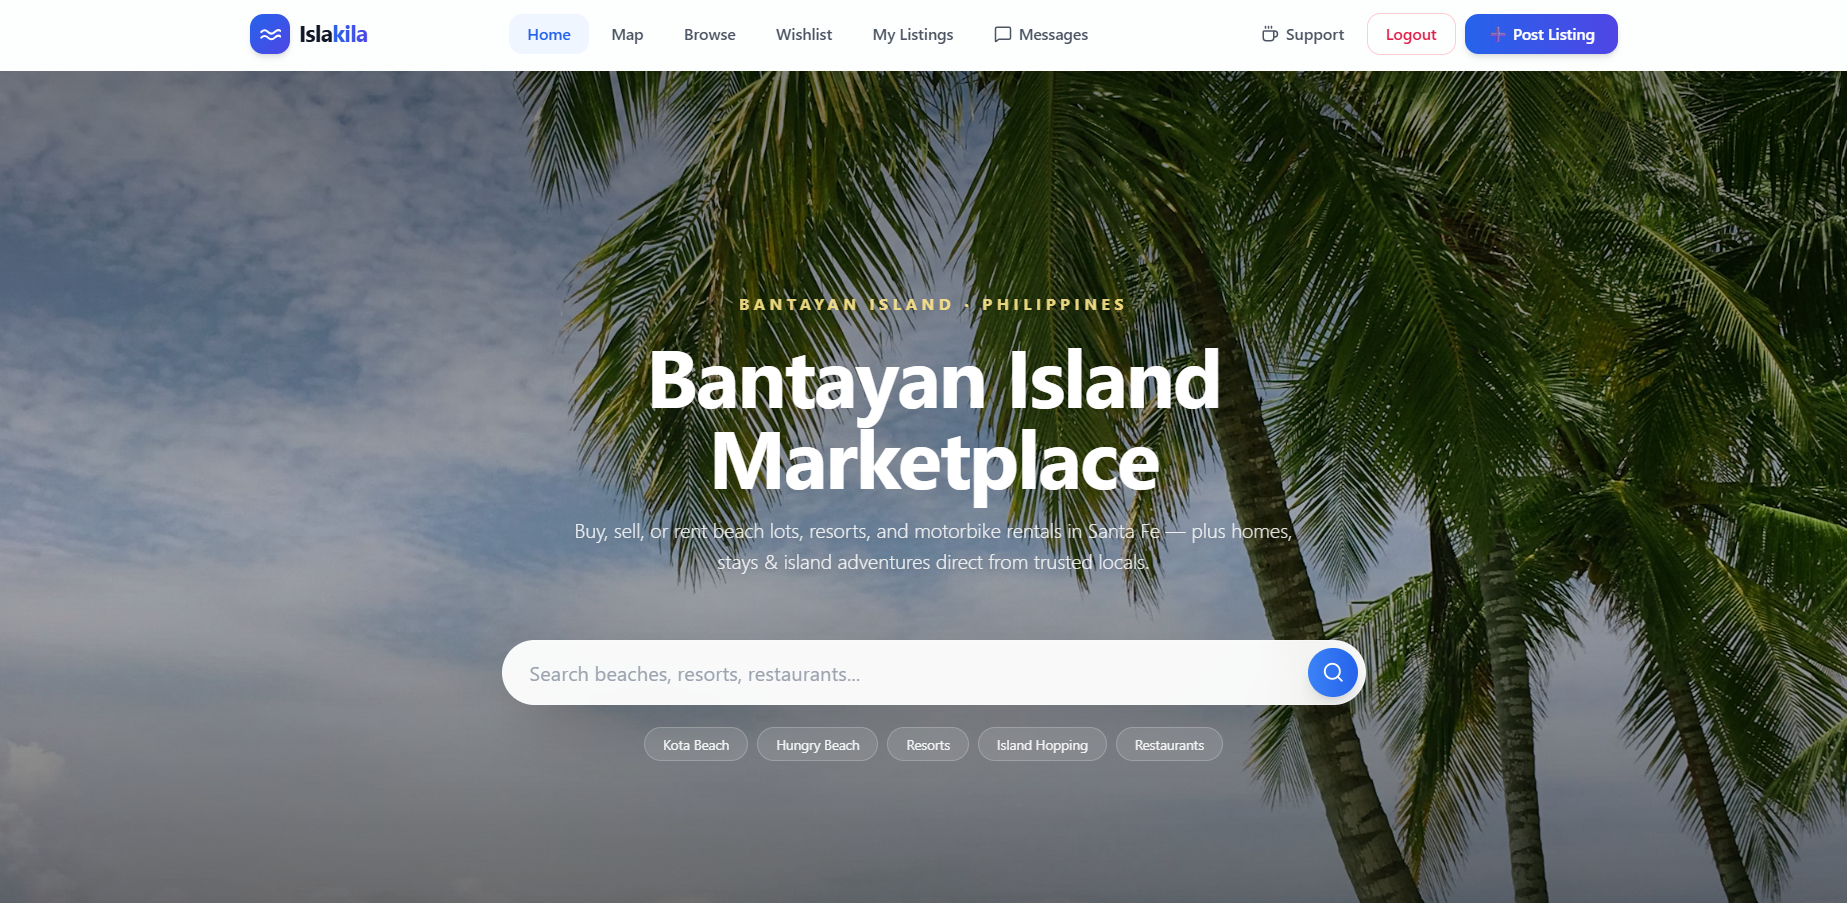 Islakila
Home
Map
Browse
Wishlist
My Listings
Messages
Support
Logout
Post Listing
BANTAYAN ISLAND · PHILIPPINES
Bantayan Island
Marketplace
Buy, sell, or rent beach lots, resorts, and motorbike rentals in Santa Fe — plus homes,
stays & island adventures direct from trusted locals.
Search beaches, resorts, restaurants...
Kota Beach
Hungry Beach
Resorts
Island Hopping
Restaurants